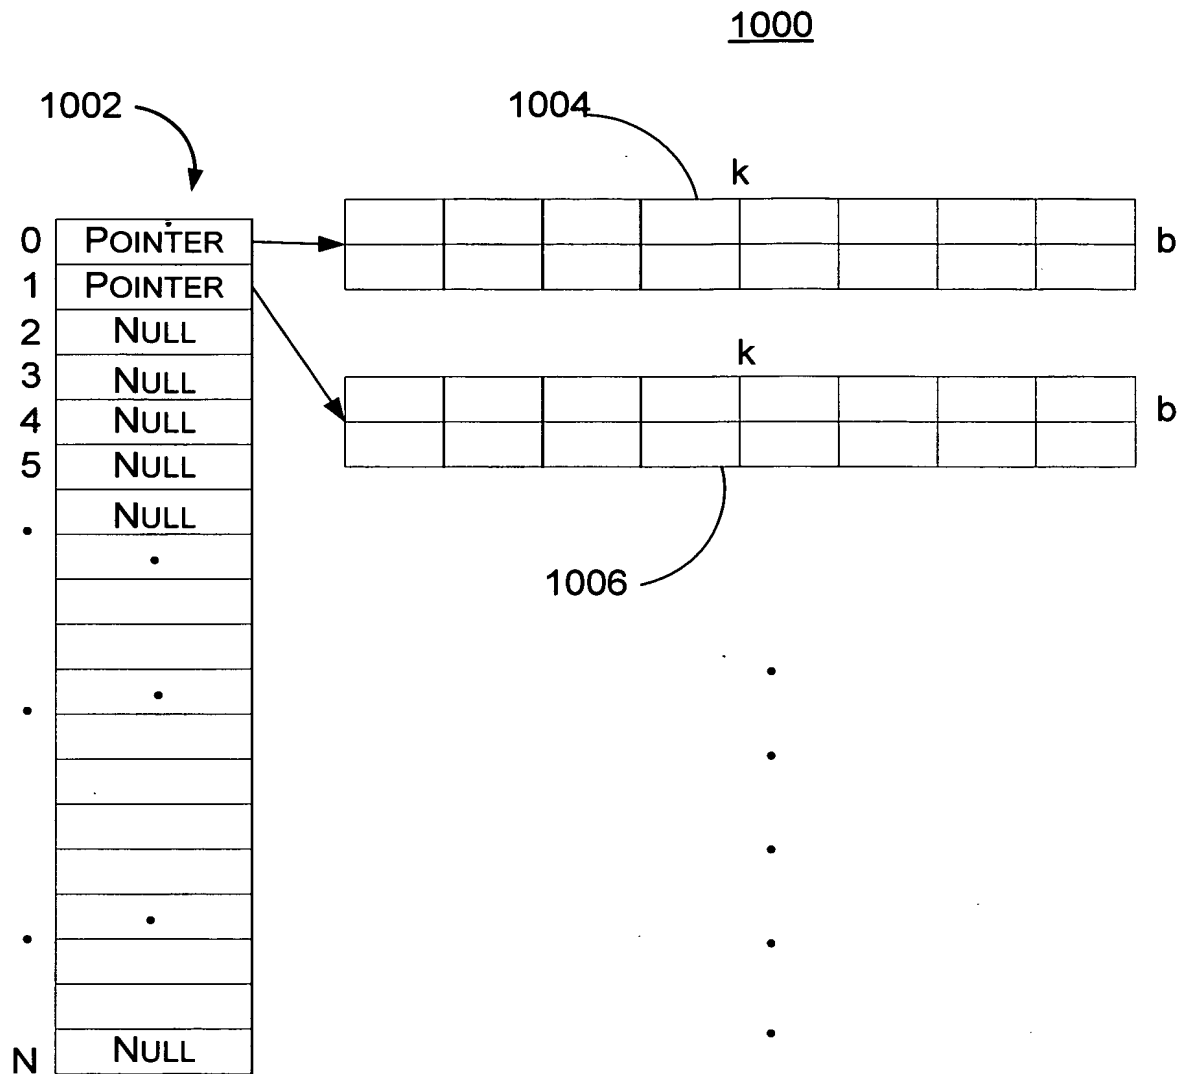 1000
1002
1004
k
0 POINTER
b
1 POINTER
2 NULL
k
3 NULL
4 NULL
b
5 NULL
NULL
1006
N NULL